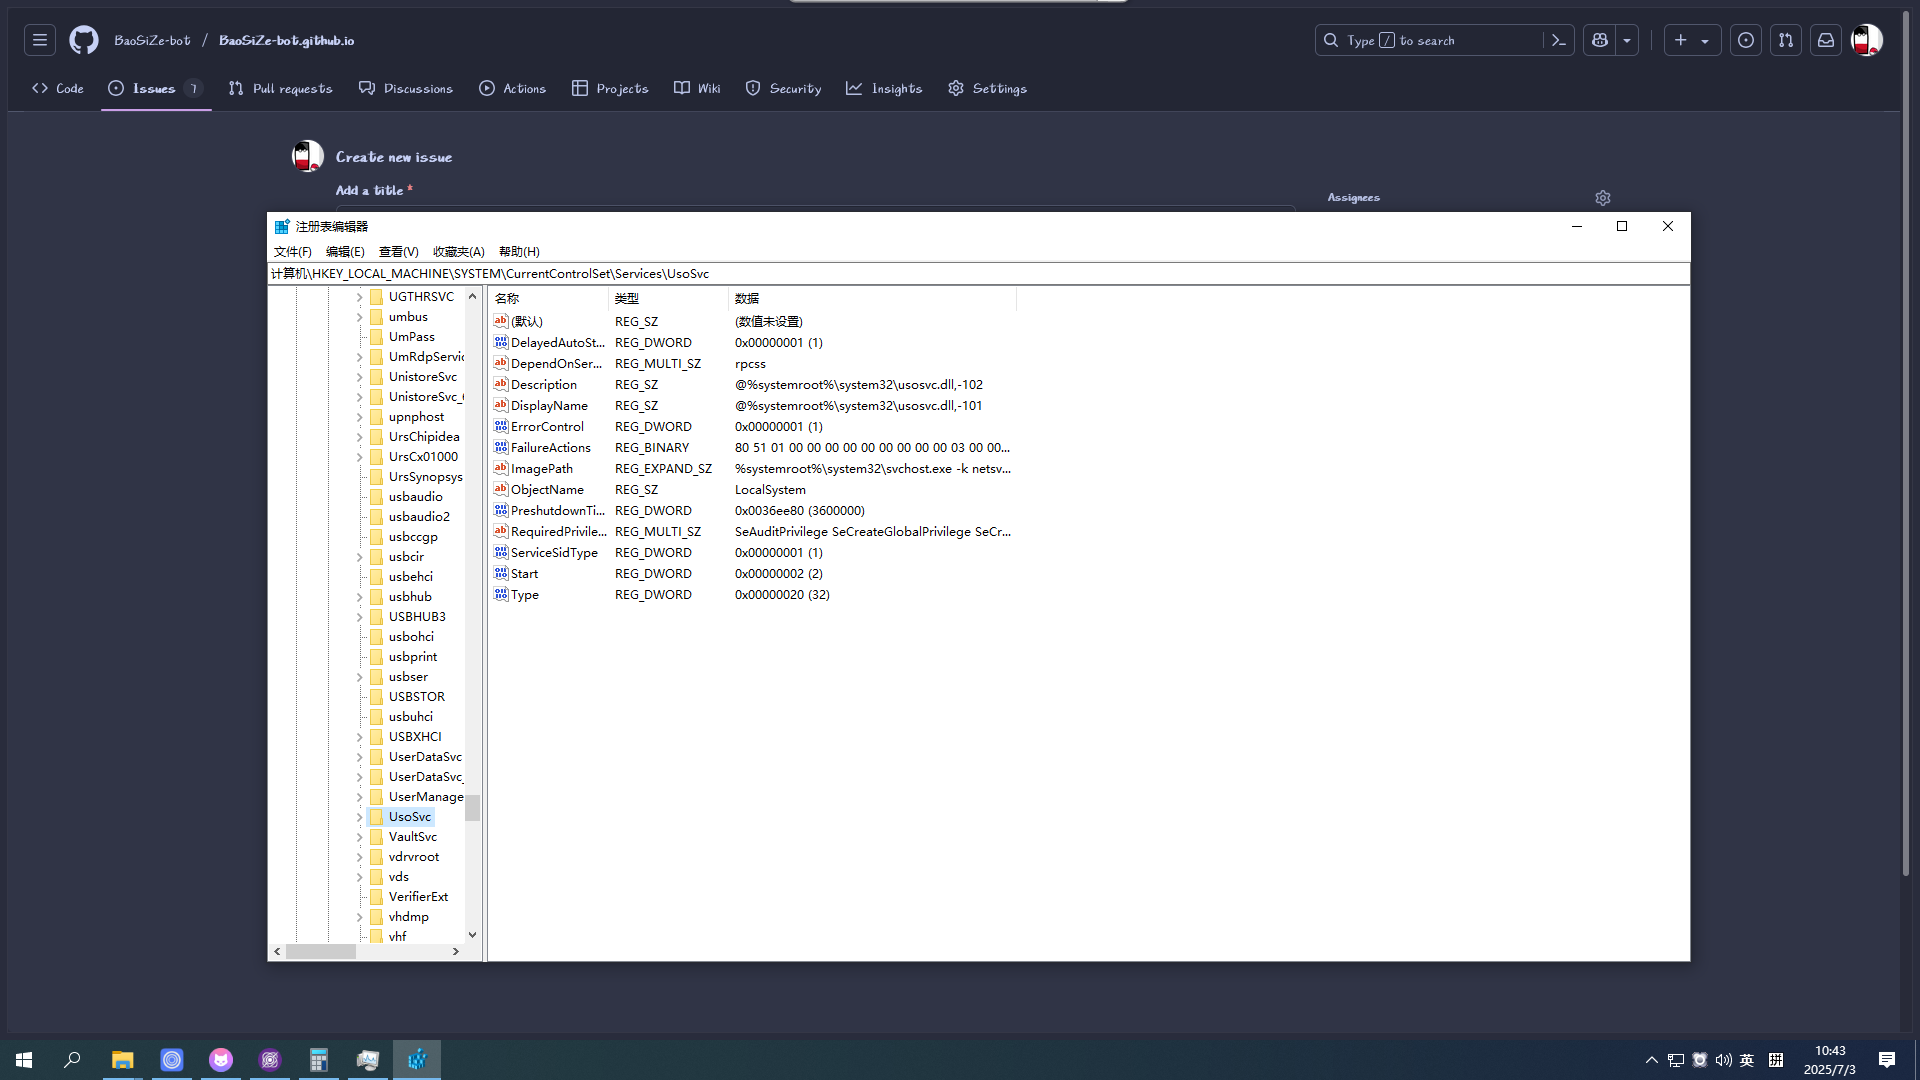 BaoSiZe-bot / BaoSiZe-bot.github.io
Type / to search
Code
Issues 7
Pull requests
Discussions
Actions
Projects
Wiki
Security
Insights
Settings
Create new issue
Add a title *
Assignees
注册表编辑器
文件(F) 编辑(E) 查看(V) 收藏夹(A) 帮助(H)
计算机\HKEY_LOCAL_MACHINE\SYSTEM\CurrentControlSet\Services\UsoSvc
UGTHRSVC
umbus
UmPass
UmRdpServic
UnistoreSvc
UnistoreSvc_
upnphost
UrsChipidea
UrsCx01000
UrsSynopsys
usbaudio
usbaudio2
usbccgp
usbcir
usbehci
usbhub
USBHUB3
usbohci
usbprint
usbser
USBSTOR
usbuhci
USBXHCI
UserDataSvc
UserDataSvc_
UserManage
UsoSvc
VaultSvc
vdrvroot
vds
VerifierExt
vhdmp
vhf
名称 类型 数据
(默认) REG_SZ (数值未设置)
DelayedAutoSt... REG_DWORD 0x00000001 (1)
DependOnSer... REG_MULTI_SZ rpcss
Description REG_SZ @%systemroot%\system32\usosvc.dll,-102
DisplayName REG_SZ @%systemroot%\system32\usosvc.dll,-101
ErrorControl REG_DWORD 0x00000001 (1)
FailureActions REG_BINARY 80 51 01 00 00 00 00 00 00 00 00 00 03 00 00...
ImagePath REG_EXPAND_SZ %systemroot%\system32\svchost.exe -k netsv...
ObjectName REG_SZ LocalSystem
PreshutdownTi... REG_DWORD 0x0036ee80 (3600000)
RequiredPrivile... REG_MULTI_SZ SeAuditPrivilege SeCreateGlobalPrivilege SeCr...
ServiceSidType REG_DWORD 0x00000001 (1)
Start REG_DWORD 0x00000002 (2)
Type REG_DWORD 0x00000020 (32)
英
拼
10:43
2025/7/3